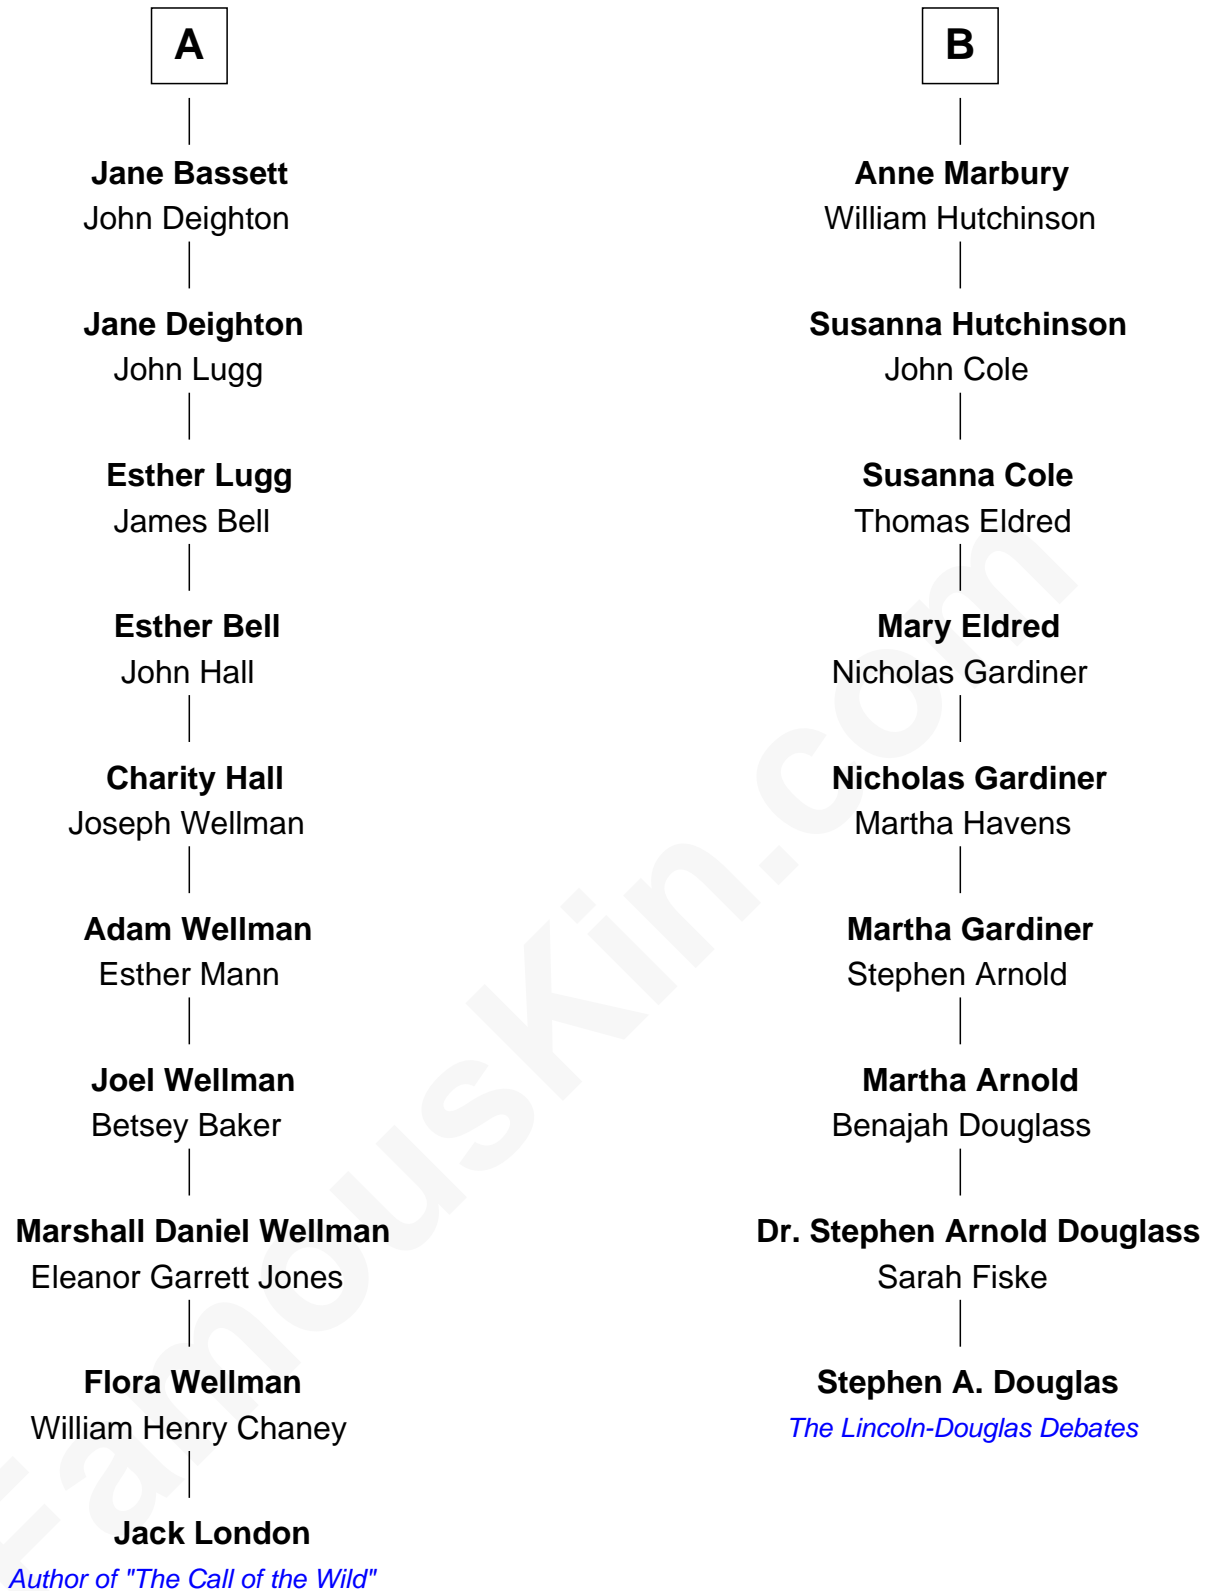 A
Jane Bassett
John Deighton
Jane Deighton
John Lugg
Esther Lugg
James Bell
Esther Bell
John Hall
Charity Hall
Joseph Wellman
Adam Wellman
Esther Mann
Joel Wellman
Betsey Baker
Marshall Daniel Wellman
Eleanor Garrett Jones
Flora Wellman
William Henry Chaney
Jack London
Author of "The Call of the Wild"
B
Anne Marbury
William Hutchinson
Susanna Hutchinson
John Cole
Susanna Cole
Thomas Eldred
Mary Eldred
Nicholas Gardiner
Nicholas Gardiner
Martha Havens
Martha Gardiner
Stephen Arnold
Martha Arnold
Benajah Douglass
Dr. Stephen Arnold Douglass
Sarah Fiske
Stephen A. Douglas
The Lincoln-Douglas Debates
FamousKin.com